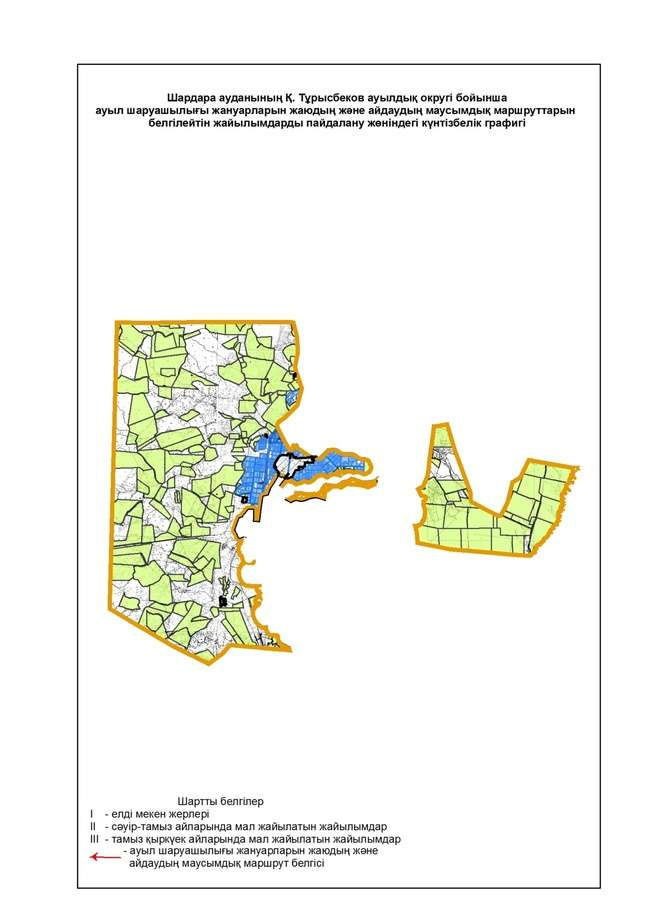 Шардара ауданының Қ. Тұрысбеков ауылдық округі бойынша
ауыл шаруашылығы жануарларын жаюдың және айдаудың маусымдық маршруттарын
белгілейтін жайылымдарды пайдалану жөніндегі күнтізбелік графигі
Шартты белгілер
I - елді мекен жерлері
II - сәуір-тамыз айларында мал жайылатын жайылымдар
III - тамыз қыркүек айларында мал жайылатын жайылымдар
- ауыл шаруашылығы жануарларын жаюдың және
айдаудың маусымдық маршрут белгісі